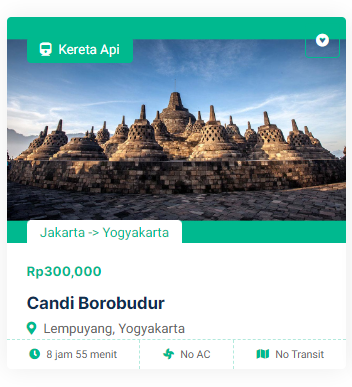 Kereta Api
Jakarta -> Yogyakarta
Rp300,000
Candi Borobudur
Lempuyang, Yogyakarta
8 jam 55 menit
No AC
No Transit